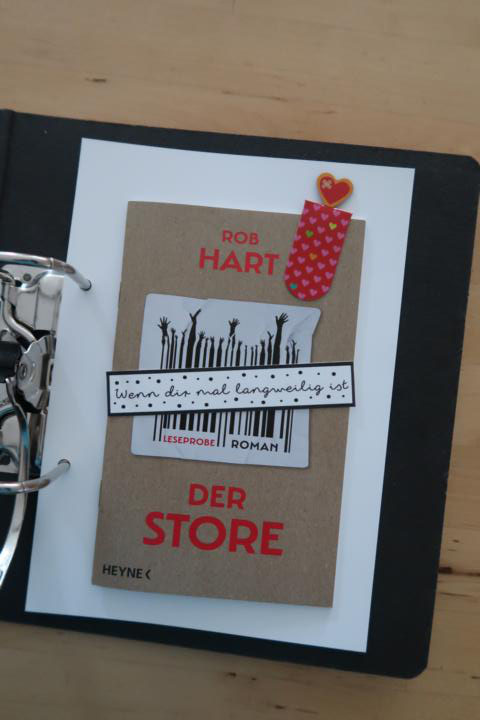 ROB
HART
Wenn dir mal langweilig ist
LESEPROBE ROMAN
DER
STORE
HEYNE <